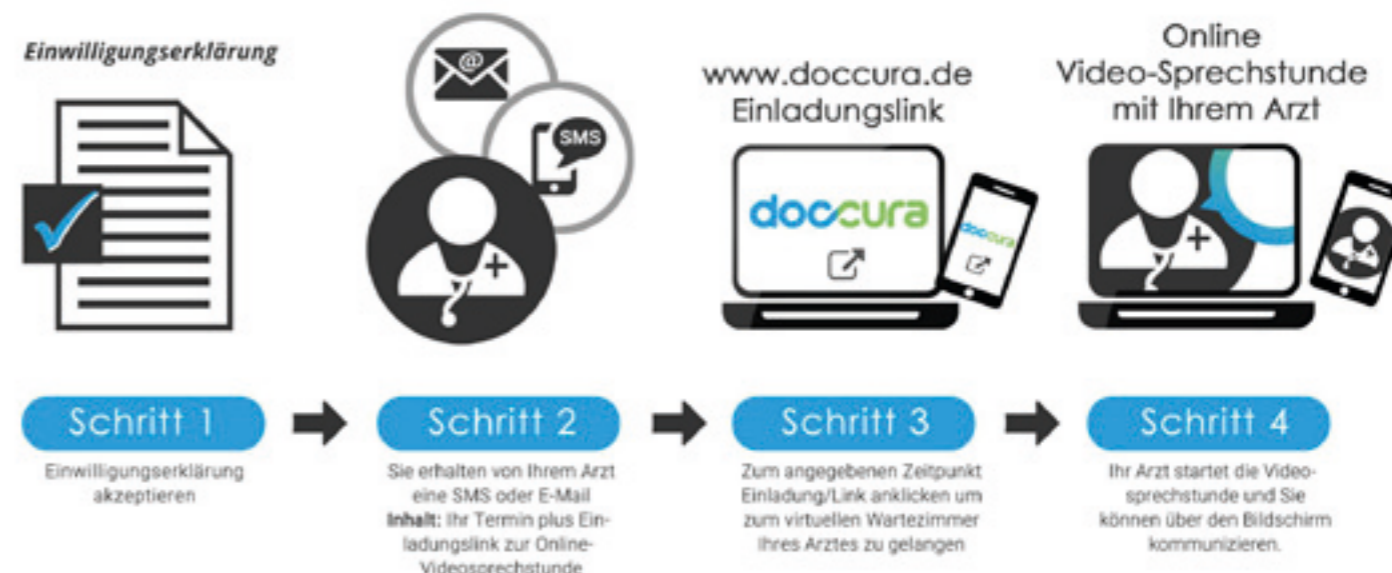 Einwilligungserklärung
@
SMS
www.doccura.de
Einladungslink
doccura
doccura
Online
Video-Sprechstunde
mit Ihrem Arzt
Schritt 1
Einwilligungserklärung
akzeptieren
Schritt 2
Sie erhalten von Ihrem Arzt
eine SMS oder E-Mail
Inhalt: Ihr Termin plus Ein-
ladungslink zur Online-
Videosprechstunde
Schritt 3
Zum angegebenen Zeitpunkt
Einladung/Link anklicken um
zum virtuellen Wartezimmer
Ihres Arztes zu gelangen
Schritt 4
Ihr Arzt startet die Video-
sprechstunde und Sie
können über den Bildschirm
kommunizieren.